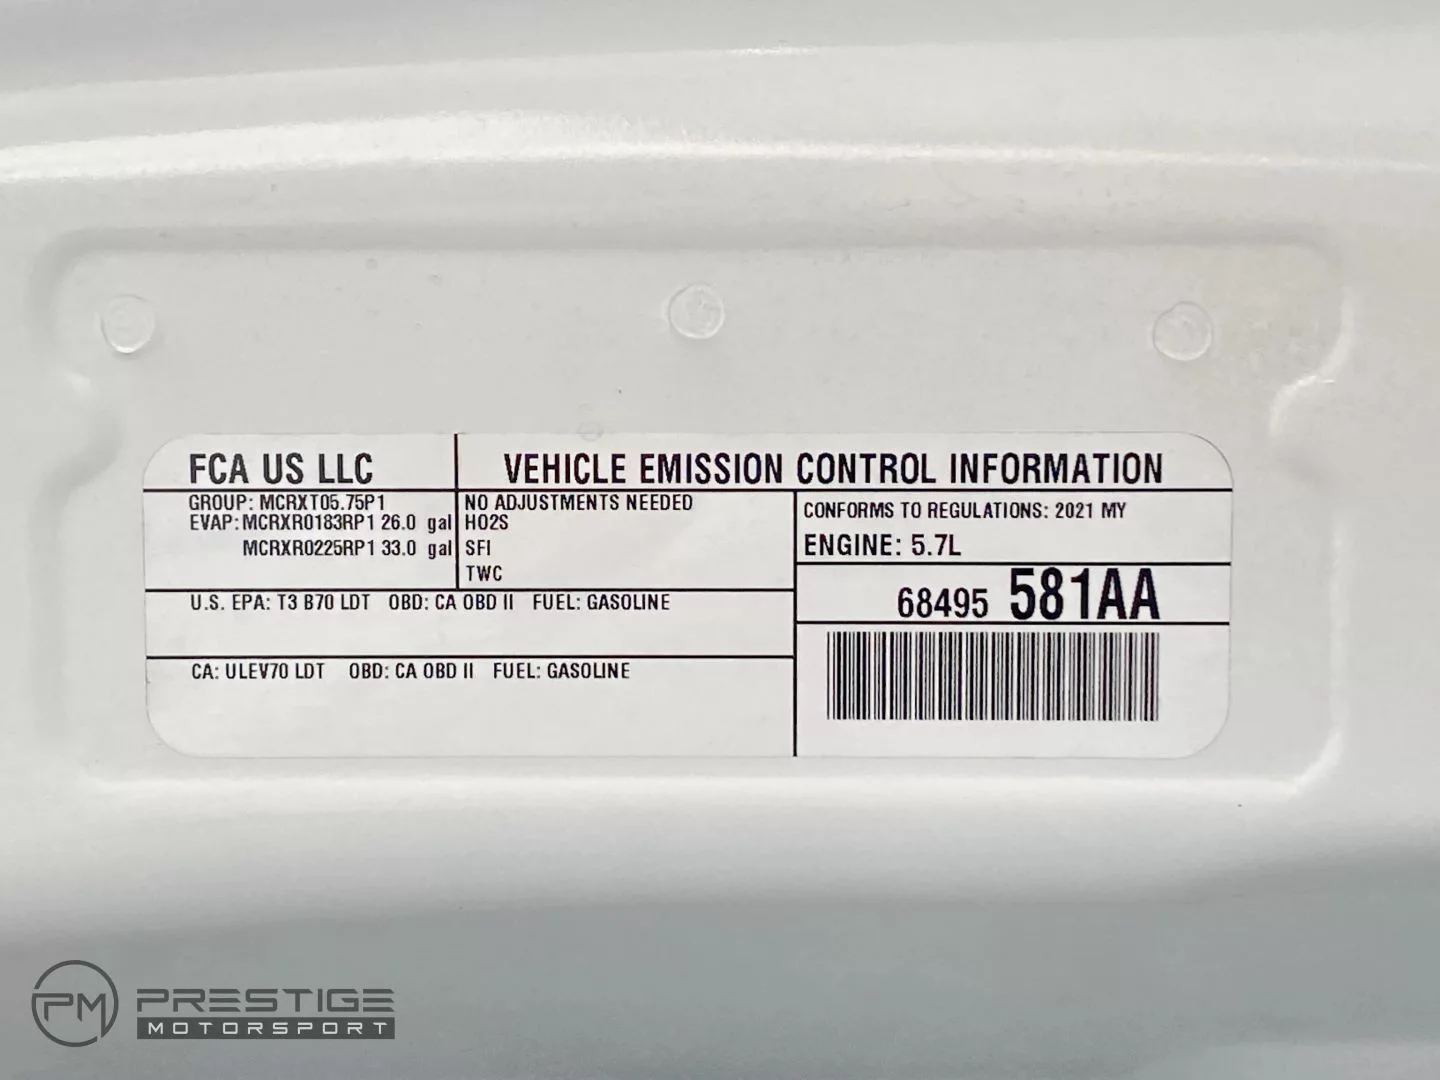 FCA US LLC
VEHICLE EMISSION CONTROL INFORMATION
GROUP: MCRXT05.75P1
EVAP: MCRXR0183RP1 26.0 gal
MCRXR0225RP1 33.0 gal
NO ADJUSTMENTS NEEDED
HO2S
SFI
TWC
CONFORMS TO REGULATIONS: 2021 MY
ENGINE: 5.7L
68495 581AA
U.S. EPA: T3 B70 LDT OBD: CA OBD II FUEL: GASOLINE
CA: ULEV70 LDT OBD: CA OBD II FUEL: GASOLINE
PM PRESTIGE
MOTORSPORT